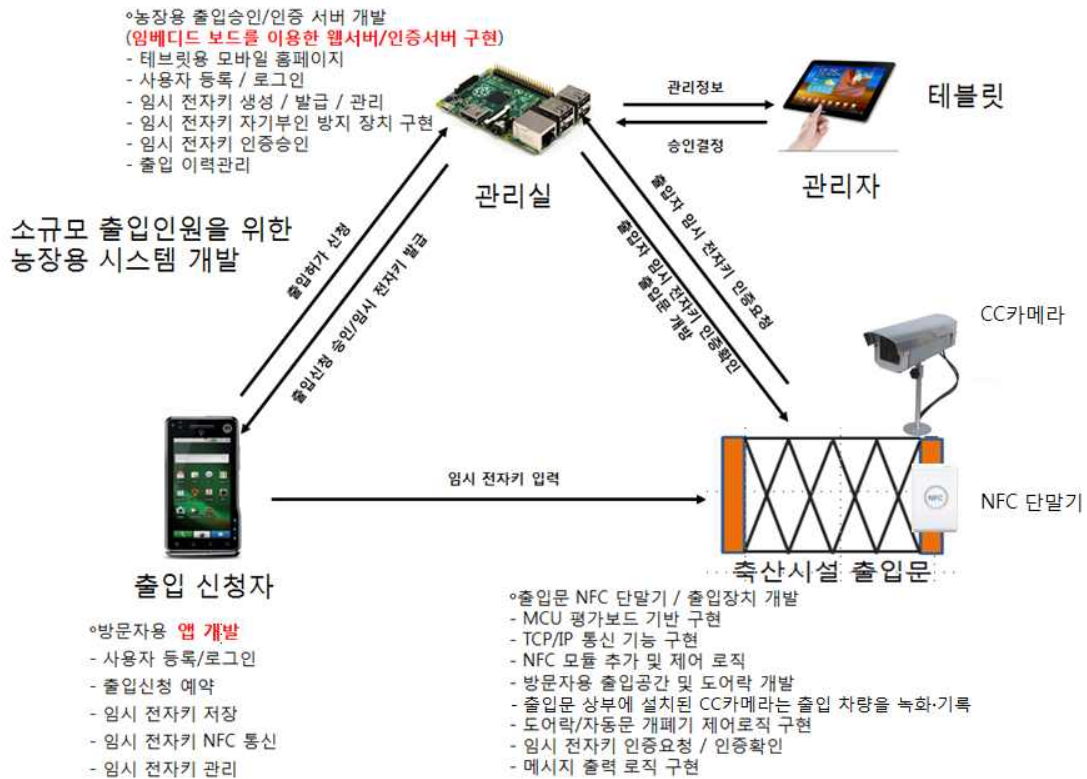 ◦농장용 출입승인/인증 서버 개발
(임베디드 보드를 이용한 웹서버/인증서버 구현)
- 테브릿용 모바일 홈페이지
- 사용자 등록 / 로그인
- 임시 전자키 생성 / 발급 / 관리
- 임시 전자키 자기부인 방지 장치 구현
- 임시 전자키 인증승인
- 출입 이력관리
관리정보
승인결정
테블릿
관리실
관리자
소규모 출입인원을 위한
농장용 시스템 개발
출입허가 신청
출입신청 승인/임시 전자키 발급
출입자 임시 전자키 인증요청
출입자 임시 전자키 인증확인
출입문 개방
CC카메라
임시 전자키 입력
NFC
NFC 단말기
출입 신청자
축산시설 출입문
◦방문자용 앱 개발
- 사용자 등록/로그인
- 출입신청 예약
- 임시 전자키 저장
- 임시 전자키 NFC 통신
- 임시 전자키 관리
◦출입문 NFC 단말기 / 출입장치 개발
- MCU 평가보드 기반 구현
- TCP/IP 통신 기능 구현
- NFC 모듈 추가 및 제어 로직
- 방문자용 출입공간 및 도어락 개발
- 출입문 상부에 설치된 CC카메라는 출입 차량을 녹화·기록
- 도어락/자동문 개폐기 제어로직 구현
- 임시 전자키 인증요청 / 인증확인
- 메시지 출력 로직 구현